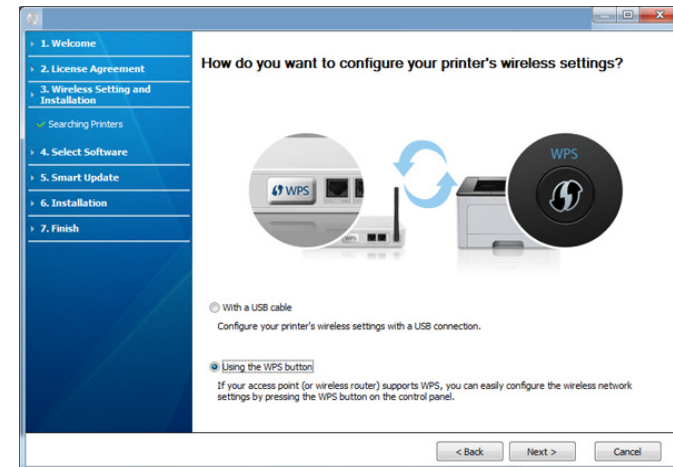 1. Welcome
2. License Agreement
3. Wireless Setting and
Installation
Searching Printers
4. Select Software
5. Smart Update
6. Installation
7. Finish
How do you want to configure your printer's wireless settings?
WPS
WPS
WPS
With a USB cable
Configure your printer's wireless settings with a USB connection.
Using the WPS button
If your access point (or wireless router) supports WPS, you can easily configure the wireless network
settings by pressing the WPS button on the control panel.
< Back
Next >
Cancel